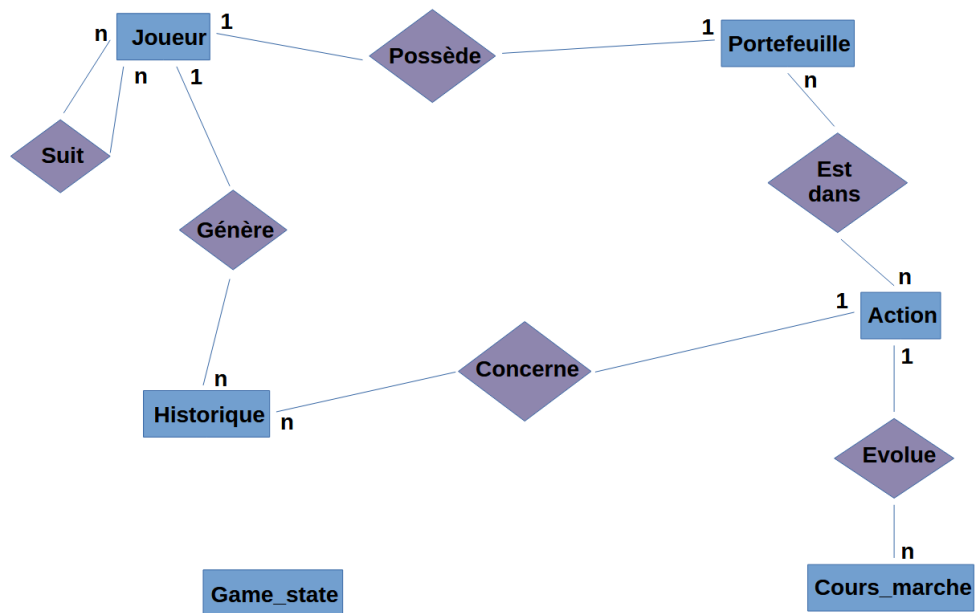 n
Joueur
1
Possède
1
Portefeuille
n
1
n
Suit
Est
dans
Génère
n
1
Action
Concerne
1
n
Historique
n
Evolue
n
Game_state
Cours_marche